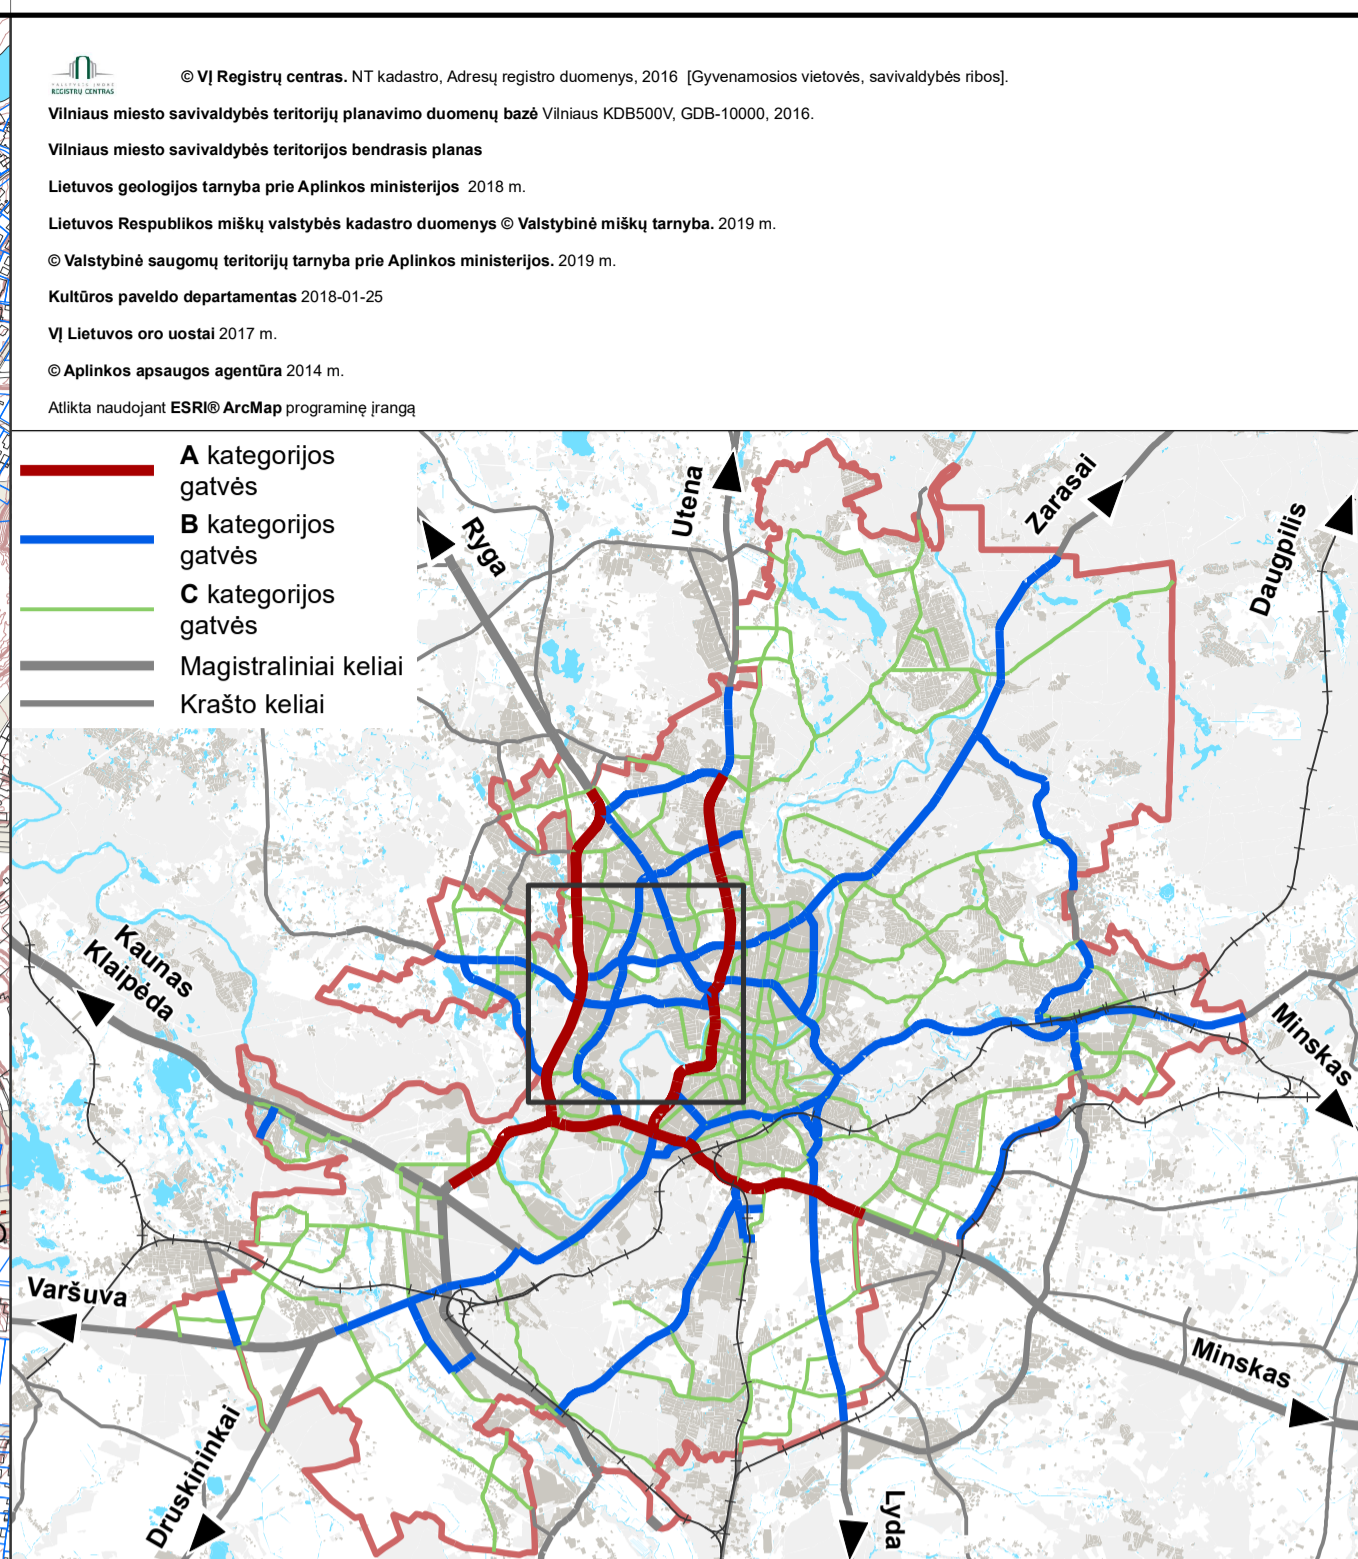 VALSTYBĖS ĮMONĖ
REGISTRŲ CENTRAS
© VĮ Registrų centras. NT kadastro, Adresų registro duomenys, 2016 [Gyvenamosios vietovės, savivaldybės ribos].
Vilniaus miesto savivaldybės teritorijų planavimo duomenų bazė Vilniaus KDB500V, GDB-10000, 2016.
Vilniaus miesto savivaldybės teritorijos bendrasis planas
Lietuvos geologijos tarnyba prie Aplinkos ministerijos 2018 m.
Lietuvos Respublikos miškų valstybės kadastro duomenys © Valstybinė miškų tarnyba. 2019 m.
© Valstybinė saugomų teritorijų tarnyba prie Aplinkos ministerijos. 2019 m.
Kultūros paveldo departamentas 2018-01-25
VĮ Lietuvos oro uostai 2017 m.
© Aplinkos apsaugos agentūra 2014 m.
Atlikta naudojant ESRI® ArcMap programinę įrangą
A kategorijos
gatvės
B kategorijos
gatvės
C kategorijos
gatvės
Magistraliniai keliai
Krašto keliai
Ryga
Utena
Zarasai
Daugpilis
Kaunas
Klaipėda
Minskas
Varšuva
Minskas
Druskininkai
Lyda